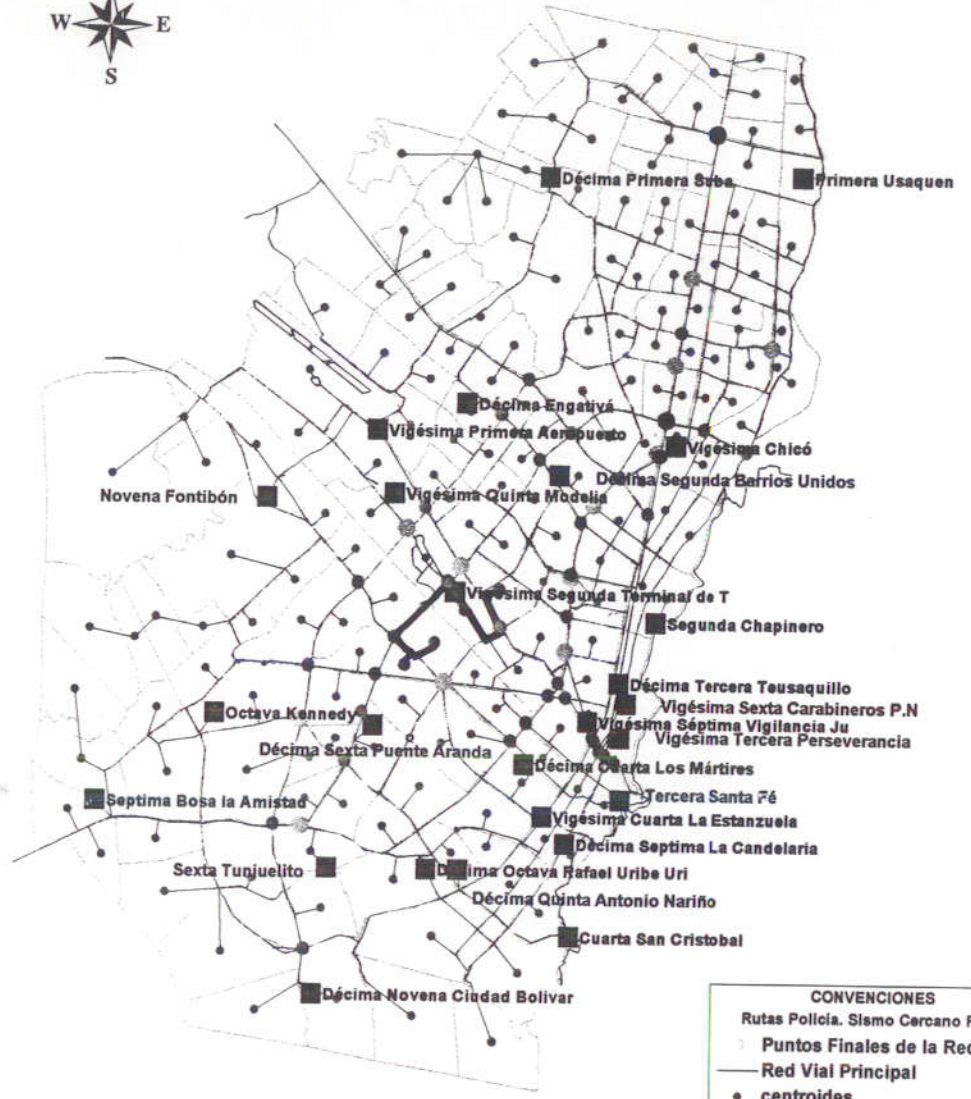 W E
S
Décima Primera Suba
Primera Usaquen
Décima Engativá
Vigésima Primera Aeropuerto
Vigésima Chicó
Décima Segunda Barrios Unidos
Novena Fontibón
Vigésima Quinta Modelia
Vigésima Segunda Terminal de T
Segunda Chapinero
Décima Tercera Teusaquillo
Vigésima Sexta Carabineros P.N
Octava Kennedy
Vigésima Séptima Vigilancia Ju
Vigésima Tercera Perseverancia
Décima Sexta Puente Aranda
Décima Cuarta Los Mártires
Septima Bosa la Amistad
Tercera Santa Fé
Vigésima Cuarta La Estanzuela
Décima Septima La Candelaria
Sexta Tunjuelito
Décima Octava Rafael Uribe Uri
Décima Quinta Antonio Nariño
Cuarta San Cristobal
Décima Novena Ciudad Bolivar
CONVENCIONES
Rutas Policia. Sismo Cercano
Puntos Finales de la Red
Red Vial Principal
centroides